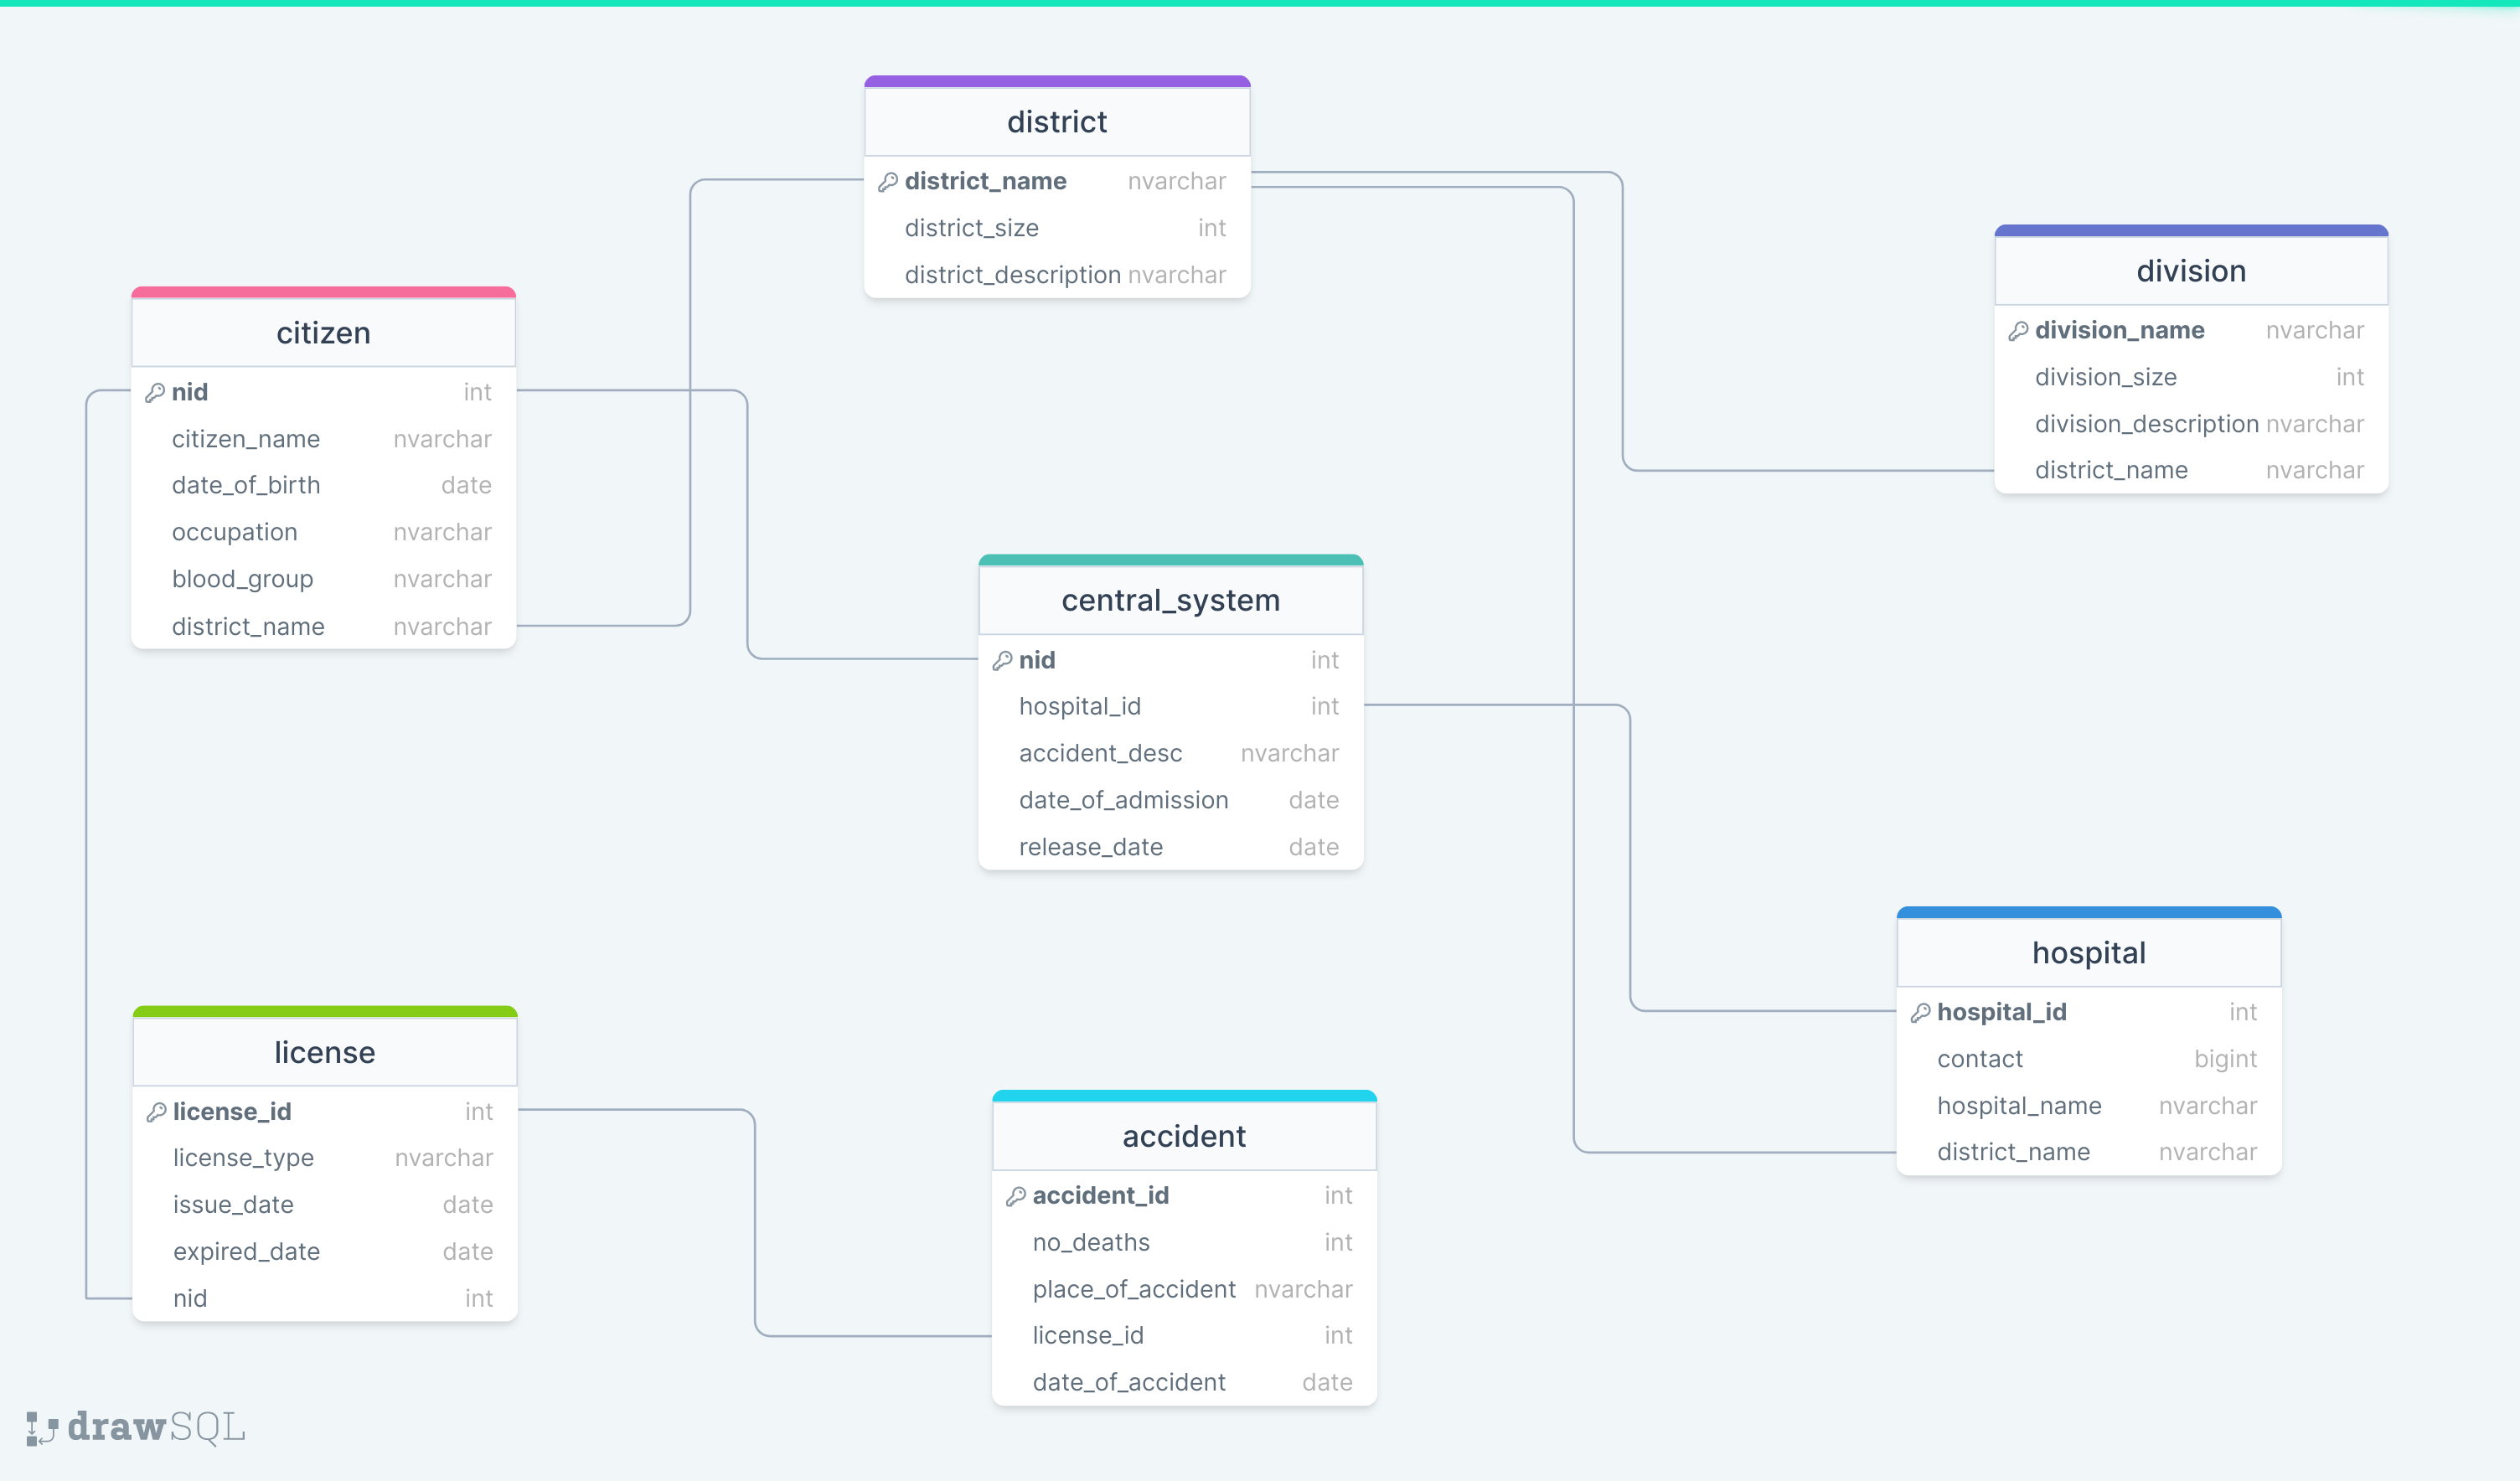 district
district_name nvarchar
district_size int
district_description nvarchar
division
division_name nvarchar
division_size int
division_description nvarchar
district_name nvarchar
citizen
nid int
citizen_name nvarchar
date_of_birth date
occupation nvarchar
blood_group nvarchar
district_name nvarchar
central_system
nid int
hospital_id int
accident_desc nvarchar
date_of_admission date
release_date date
hospital
hospital_id int
contact bigint
hospital_name nvarchar
district_name nvarchar
license
license_id int
license_type nvarchar
issue_date date
expired_date date
nid int
accident
accident_id int
no_deaths int
place_of_accident nvarchar
license_id int
date_of_accident date
drawSQL